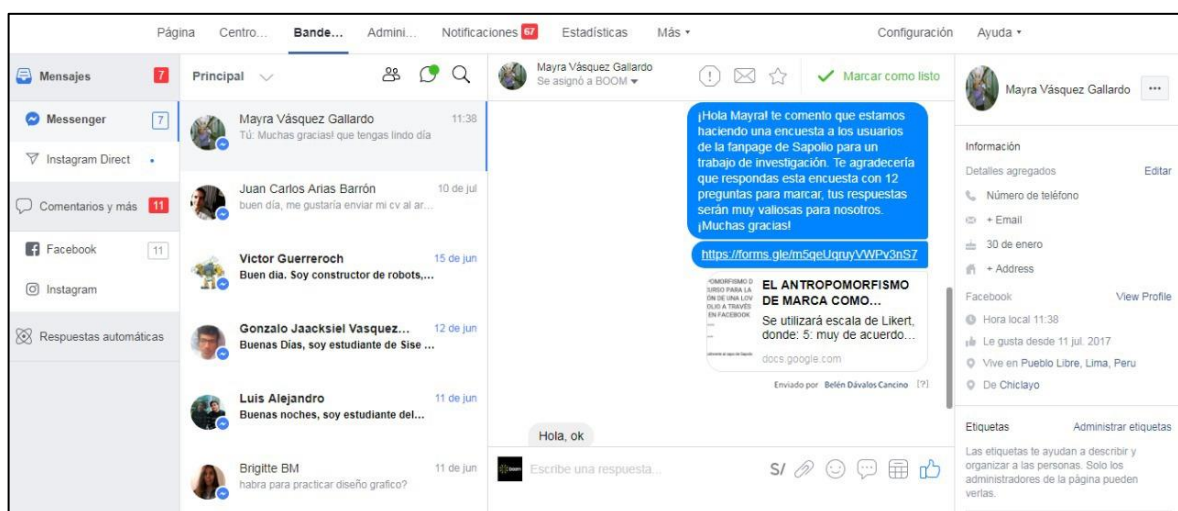 Página Centro... Bande... Admini... Notificaciones 67 Estadísticas Más Configuración Ayuda
Mensajes 7
Messenger 7
Instagram Direct
Comentarios y más 11
Facebook 11
Instagram
Respuestas automáticas
Principal
Mayra Vásquez Gallardo 11:38
Tú: Muchas gracias! que tengas lindo día
Juan Carlos Arias Barrón 10 de jul
buen día, me gustaría enviar mi cv al ar...
Victor Guerreroch 15 de jun
Buen dia. Soy constructor de robots,...
Gonzalo Jaacksiel Vasquez... 12 de jun
Buenas Días, soy estudiante de Sise ...
Luis Alejandro 11 de jun
Buenas noches, soy estudiante del...
Brigitte BM 11 de jun
habra para practicar diseño grafico?
Mayra Vásquez Gallardo
Se asignó a BOOM
Marcar como listo
¡Hola Mayra! te comento que estamos
haciendo una encuesta a los usuarios
de la fanpage de Sapolio para un
trabajo de investigación. Te agradecería
que respondas esta encuesta con 12
preguntas para marcar, tus respuestas
serán muy valiosas para nosotros.
¡Muchas gracias!
https://forms.gle/m5qeUqruyVWPv3nS7
EL ANTROPOMORFISMO
DE MARCA COMO...
Se utilizará escala de Likert,
donde: 5: muy de acuerdo...
docs.google.com
Enviado por Belén Dávalos Cancino [?]
Hola, ok
boom
Escribe una respuesta...
S/
Mayra Vásquez Gallardo
Información
Detalles agregados Editar
Número de teléfono
+ Email
30 de enero
+ Address
Facebook View Profile
Hora local 11:38
Le gusta desde 11 jul. 2017
Vive en Pueblo Libre, Lima, Peru
De Chiclayo
Etiquetas Administrar etiquetas
Las etiquetas te ayudan a describir y
organizar a las personas. Solo los
administradores de la página pueden
verlas.